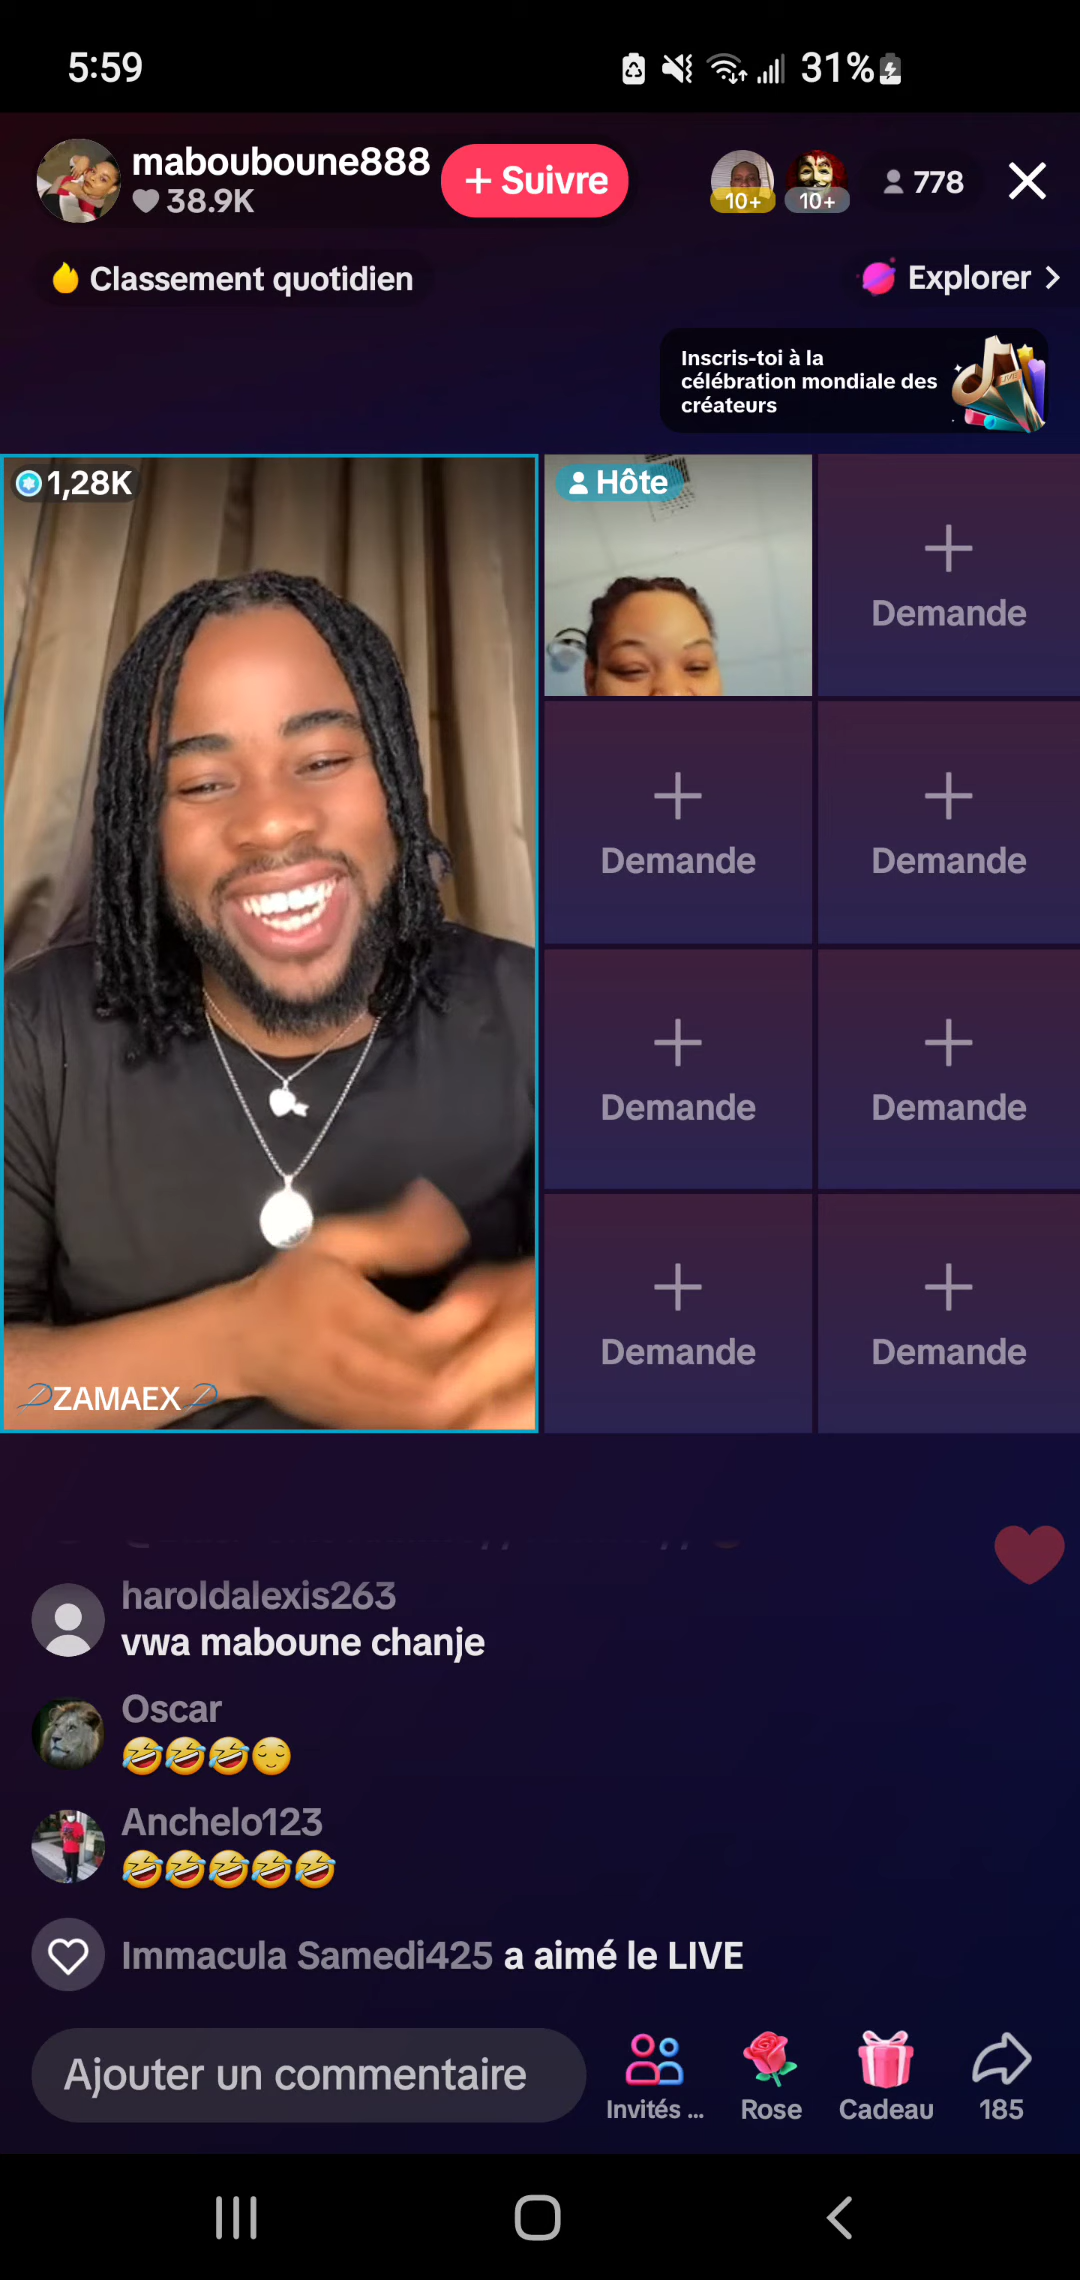 5:59
31%
mabouboune888
38.9K
+ Suivre
10+
10+
778
Classement quotidien
Explorer
Inscris-toi à la
célébration mondiale des
créateurs
LIVE
1,28K
Hôte
Demande
Demande
Demande
Demande
Demande
Demande
Demande
ZAMAEX
haroldalexis263
vwa maboune chanje
Oscar
🤣🤣🤣😌
Anchelo123
🤣🤣🤣🤣🤣
Immacula Samedi425 a aimé le LIVE
Ajouter un commentaire
Invités ...
Rose
Cadeau
185